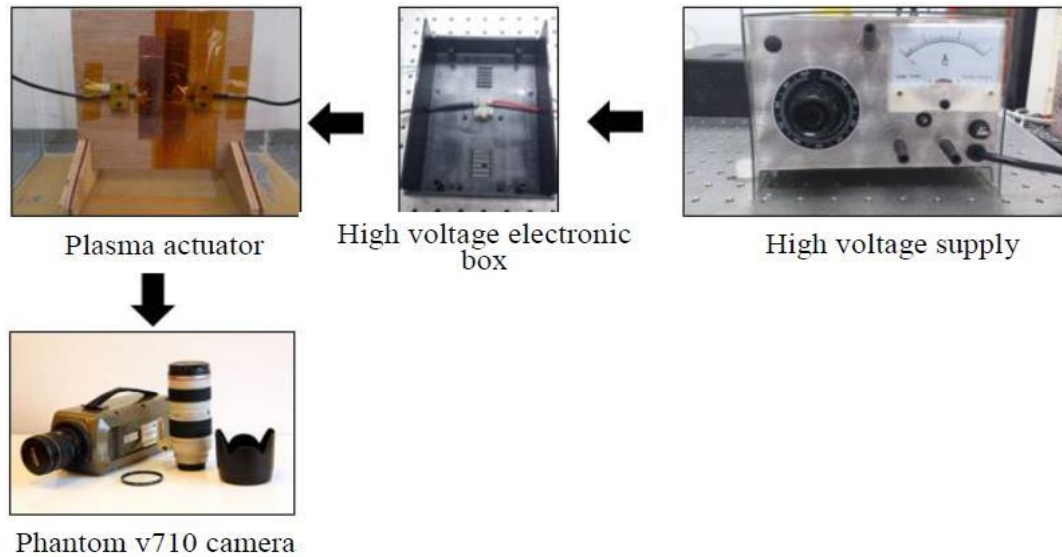 Plasma actuator
High voltage electronic
box
High voltage supply
Phantom v710 camera